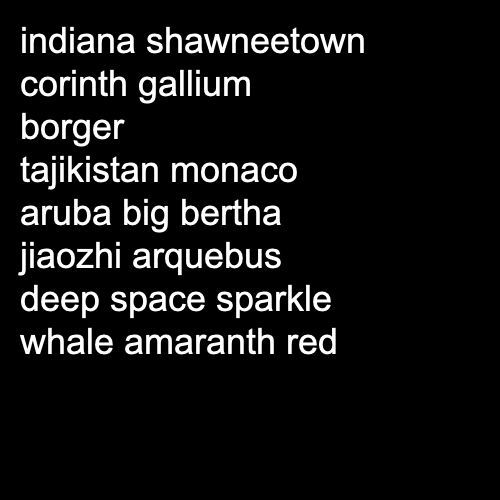 indiana shawneetown
corinth gallium
borger
tajikistan monaco
aruba big bertha
jiaozhi arquebus
deep space sparkle
whale amaranth red